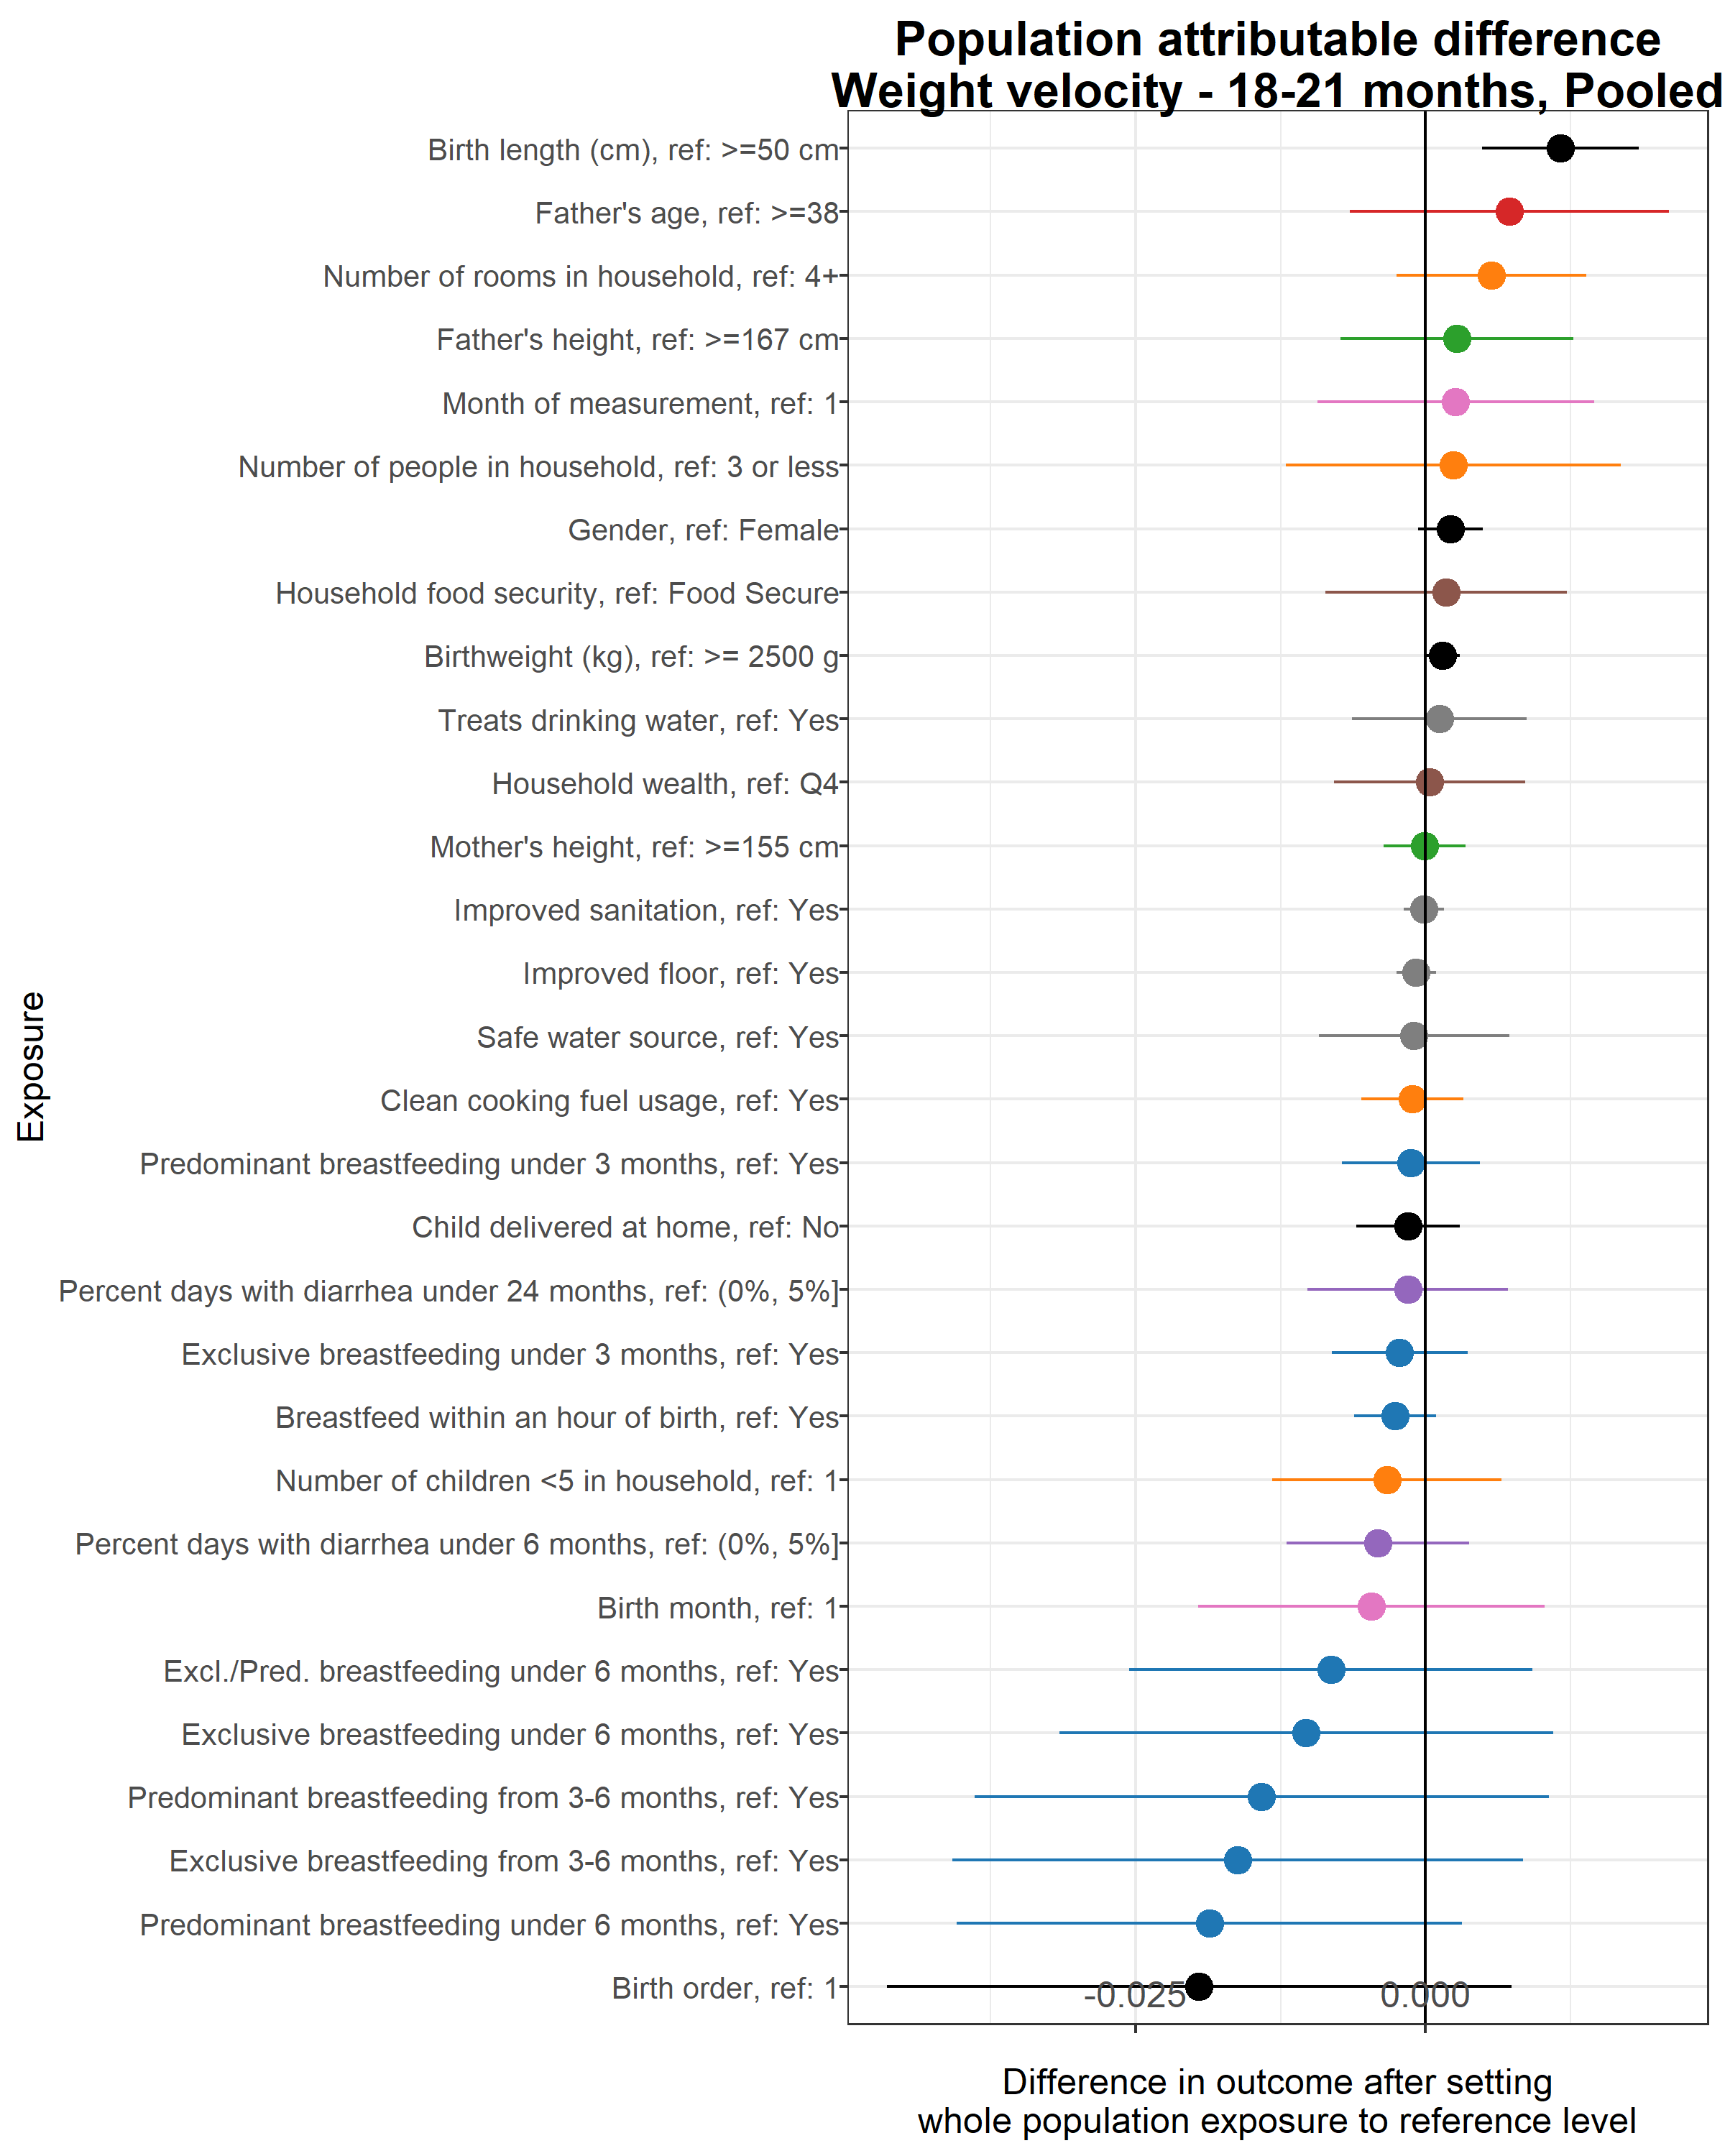 Population attributable difference
Weight velocity - 18-21 months, Pooled
Birth length (cm), ref: >=50 cm
Father's age, ref: >=38
Number of rooms in household, ref: 4+
Father's height, ref: >=167 cm
Month of measurement, ref: 1
Number of people in household, ref: 3 or less
Gender, ref: Female
Household food security, ref: Food Secure
Birthweight (kg), ref: >= 2500 g
Treats drinking water, ref: Yes
Household wealth, ref: Q4
Mother's height, ref: >=155 cm
Improved sanitation, ref: Yes
Improved floor, ref: Yes
Safe water source, ref: Yes
Clean cooking fuel usage, ref: Yes
Predominant breastfeeding under 3 months, ref: Yes
Child delivered at home, ref: No
Percent days with diarrhea under 24 months, ref: (0%, 5%]
Exclusive breastfeeding under 3 months, ref: Yes
Breastfeed within an hour of birth, ref: Yes
Number of children <5 in household, ref: 1
Percent days with diarrhea under 6 months, ref: (0%, 5%]
Birth month, ref: 1
Excl./Pred. breastfeeding under 6 months, ref: Yes
Exclusive breastfeeding under 6 months, ref: Yes
Predominant breastfeeding from 3-6 months, ref: Yes
Exclusive breastfeeding from 3-6 months, ref: Yes
Predominant breastfeeding under 6 months, ref: Yes
Birth order, ref: 1
Exposure
-0.025
0.000
Difference in outcome after setting
whole population exposure to reference level